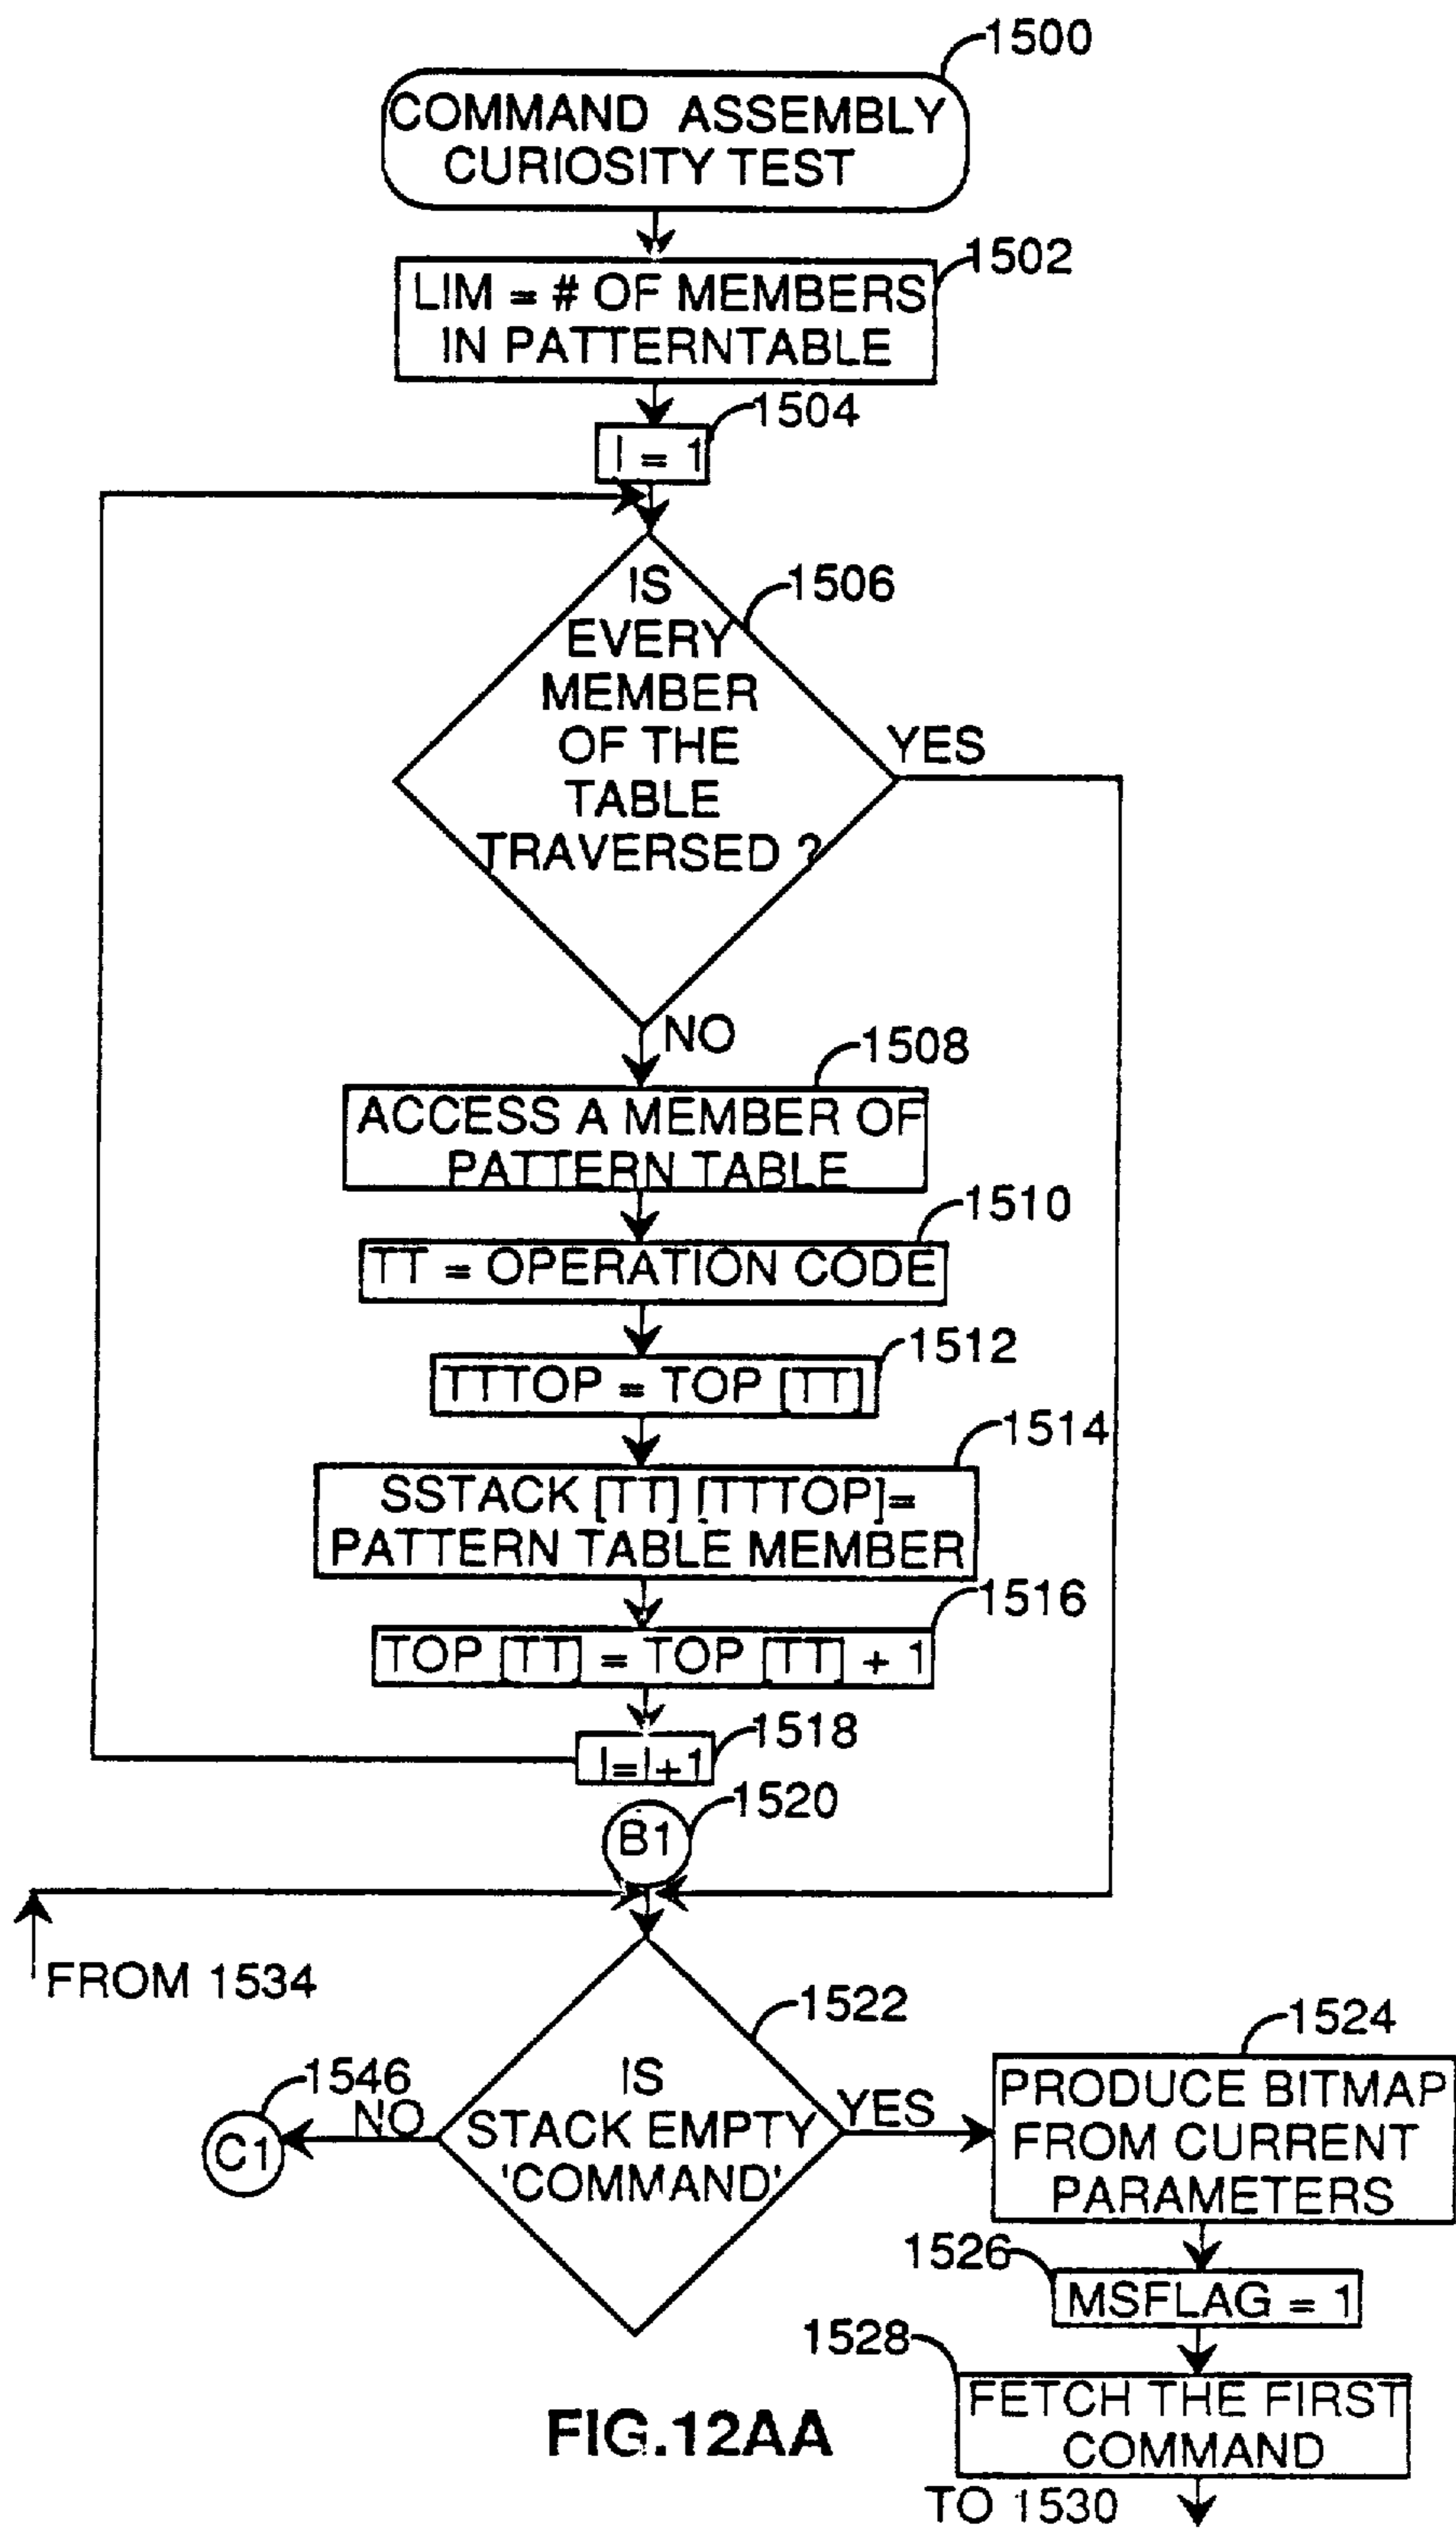 1500
COMMAND ASSEMBLY
CURIOSITY TEST
1502
LIM = # OF MEMBERS
IN PATTERNTABLE
1504
I = 1
1506
IS
EVERY
MEMBER
OF THE
TABLE
TRAVERSED ?
YES
NO
1508
ACCESS A MEMBER OF
PATTERN TABLE
1510
TT = OPERATION CODE
1512
TTTOP = TOP [TT]
1514
SSTACK [TT] [TTTOP]=
PATTERN TABLE MEMBER
1516
TOP [TT] = TOP [TT] + 1
1518
I=I+1
1520
B1
FROM 1534
1522
IS
STACK EMPTY
'COMMAND'
1546
NO
C1
YES
1524
PRODUCE BITMAP
FROM CURRENT
PARAMETERS
1526
MSFLAG = 1
1528
FETCH THE FIRST
COMMAND
TO 1530
FIG.12AA